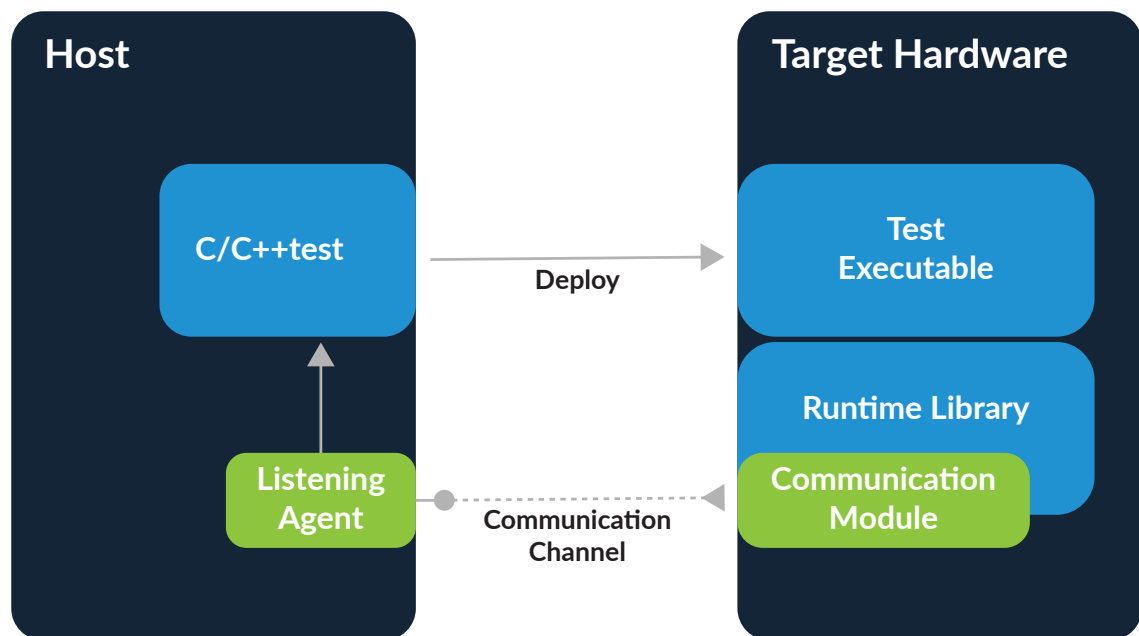 Host
Target Hardware
C/C++test
Test
Executable
Deploy
Runtime Library
Listening
Agent
Communication
Channel
Communication
Module